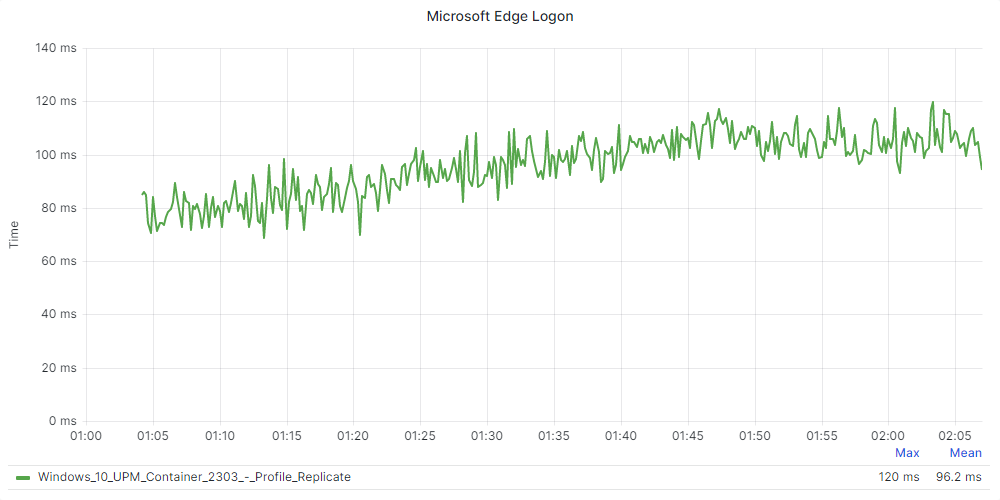 Microsoft Edge Logon
140 ms
120 ms
100 ms
80 ms
60 ms
40 ms
20 ms
0 ms
Time
01:00 01:05 01:10 01:15 01:20 01:25 01:30 01:35 01:40 01:45 01:50 01:55 02:00 02:05
Max Mean
Windows_10_UPM_Container_2303_-_Profile_Replicate 120 ms 96.2 ms